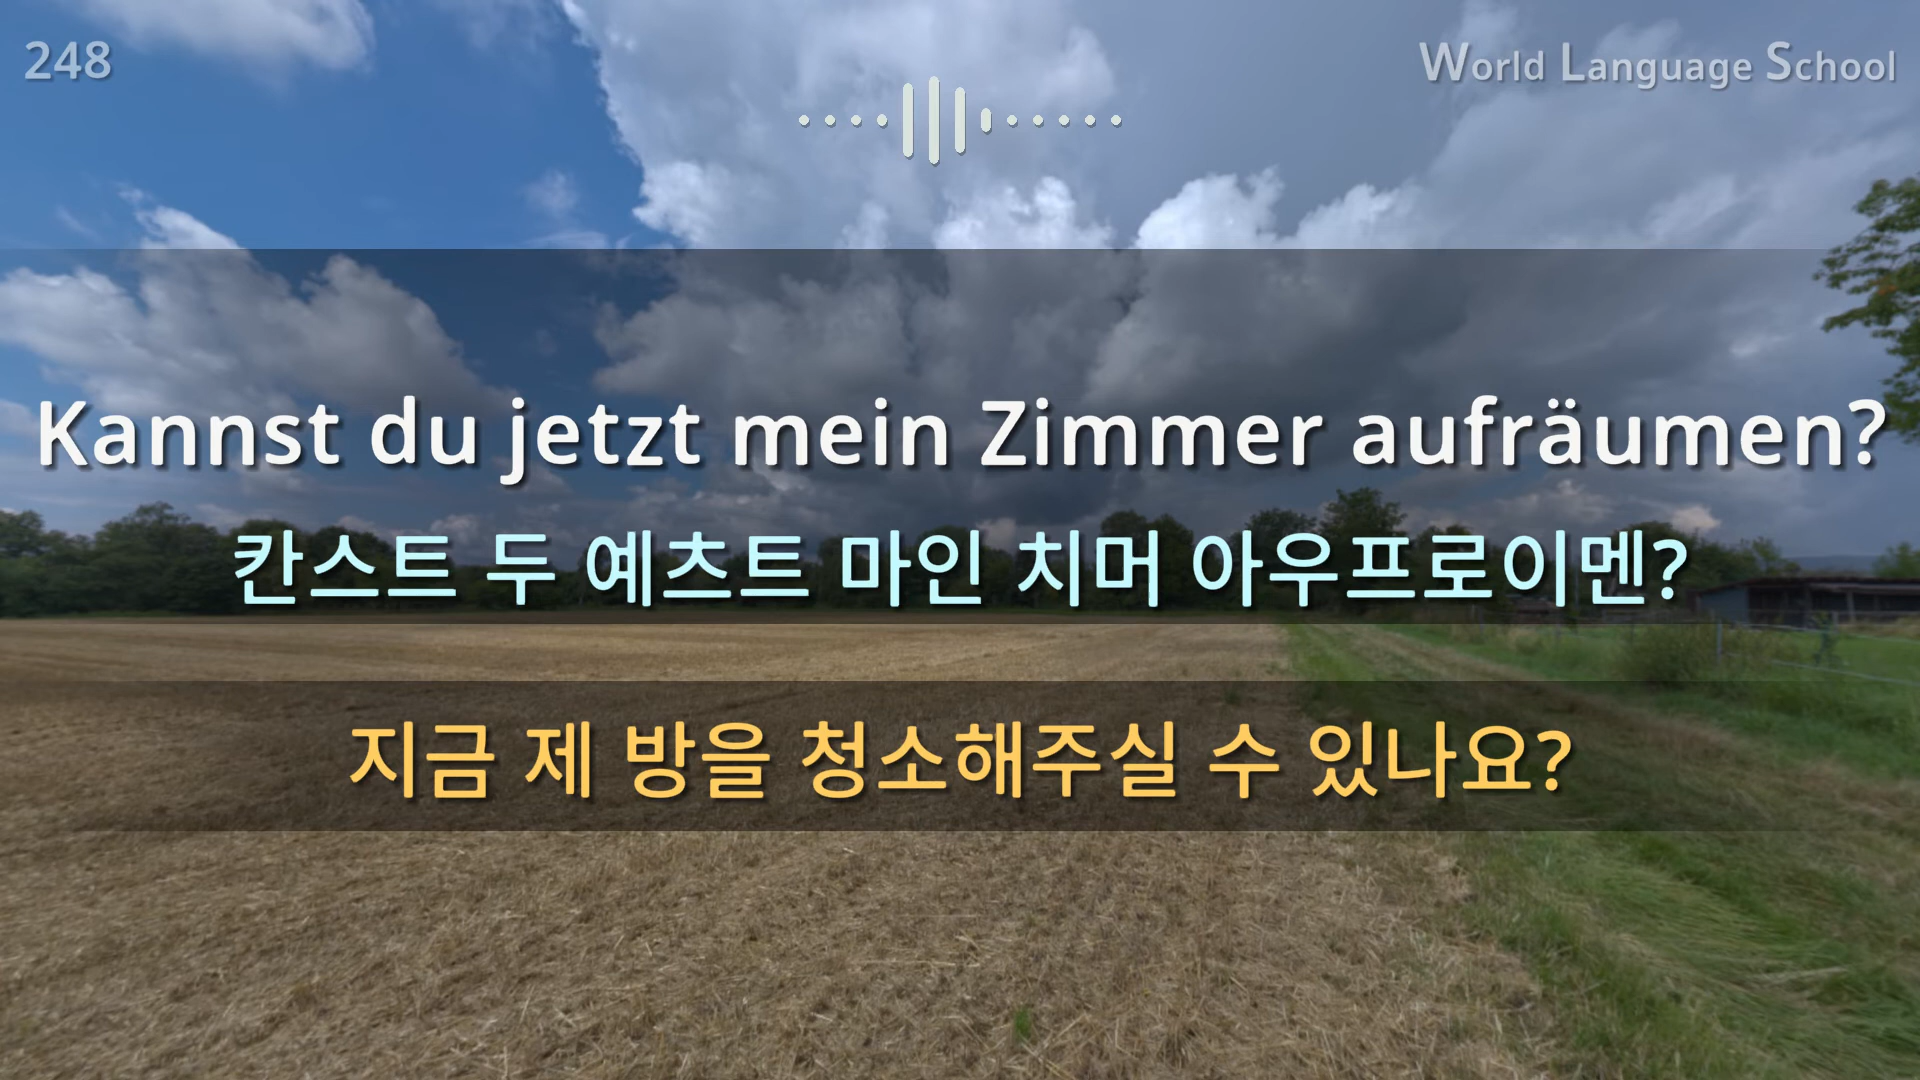 248
World Language School
Kannst du jetzt mein Zimmer aufräumen?
칸스트 두 예츠트 마인 치머 아우프로이멘?
지금 제 방을 청소해주실 수 있나요?